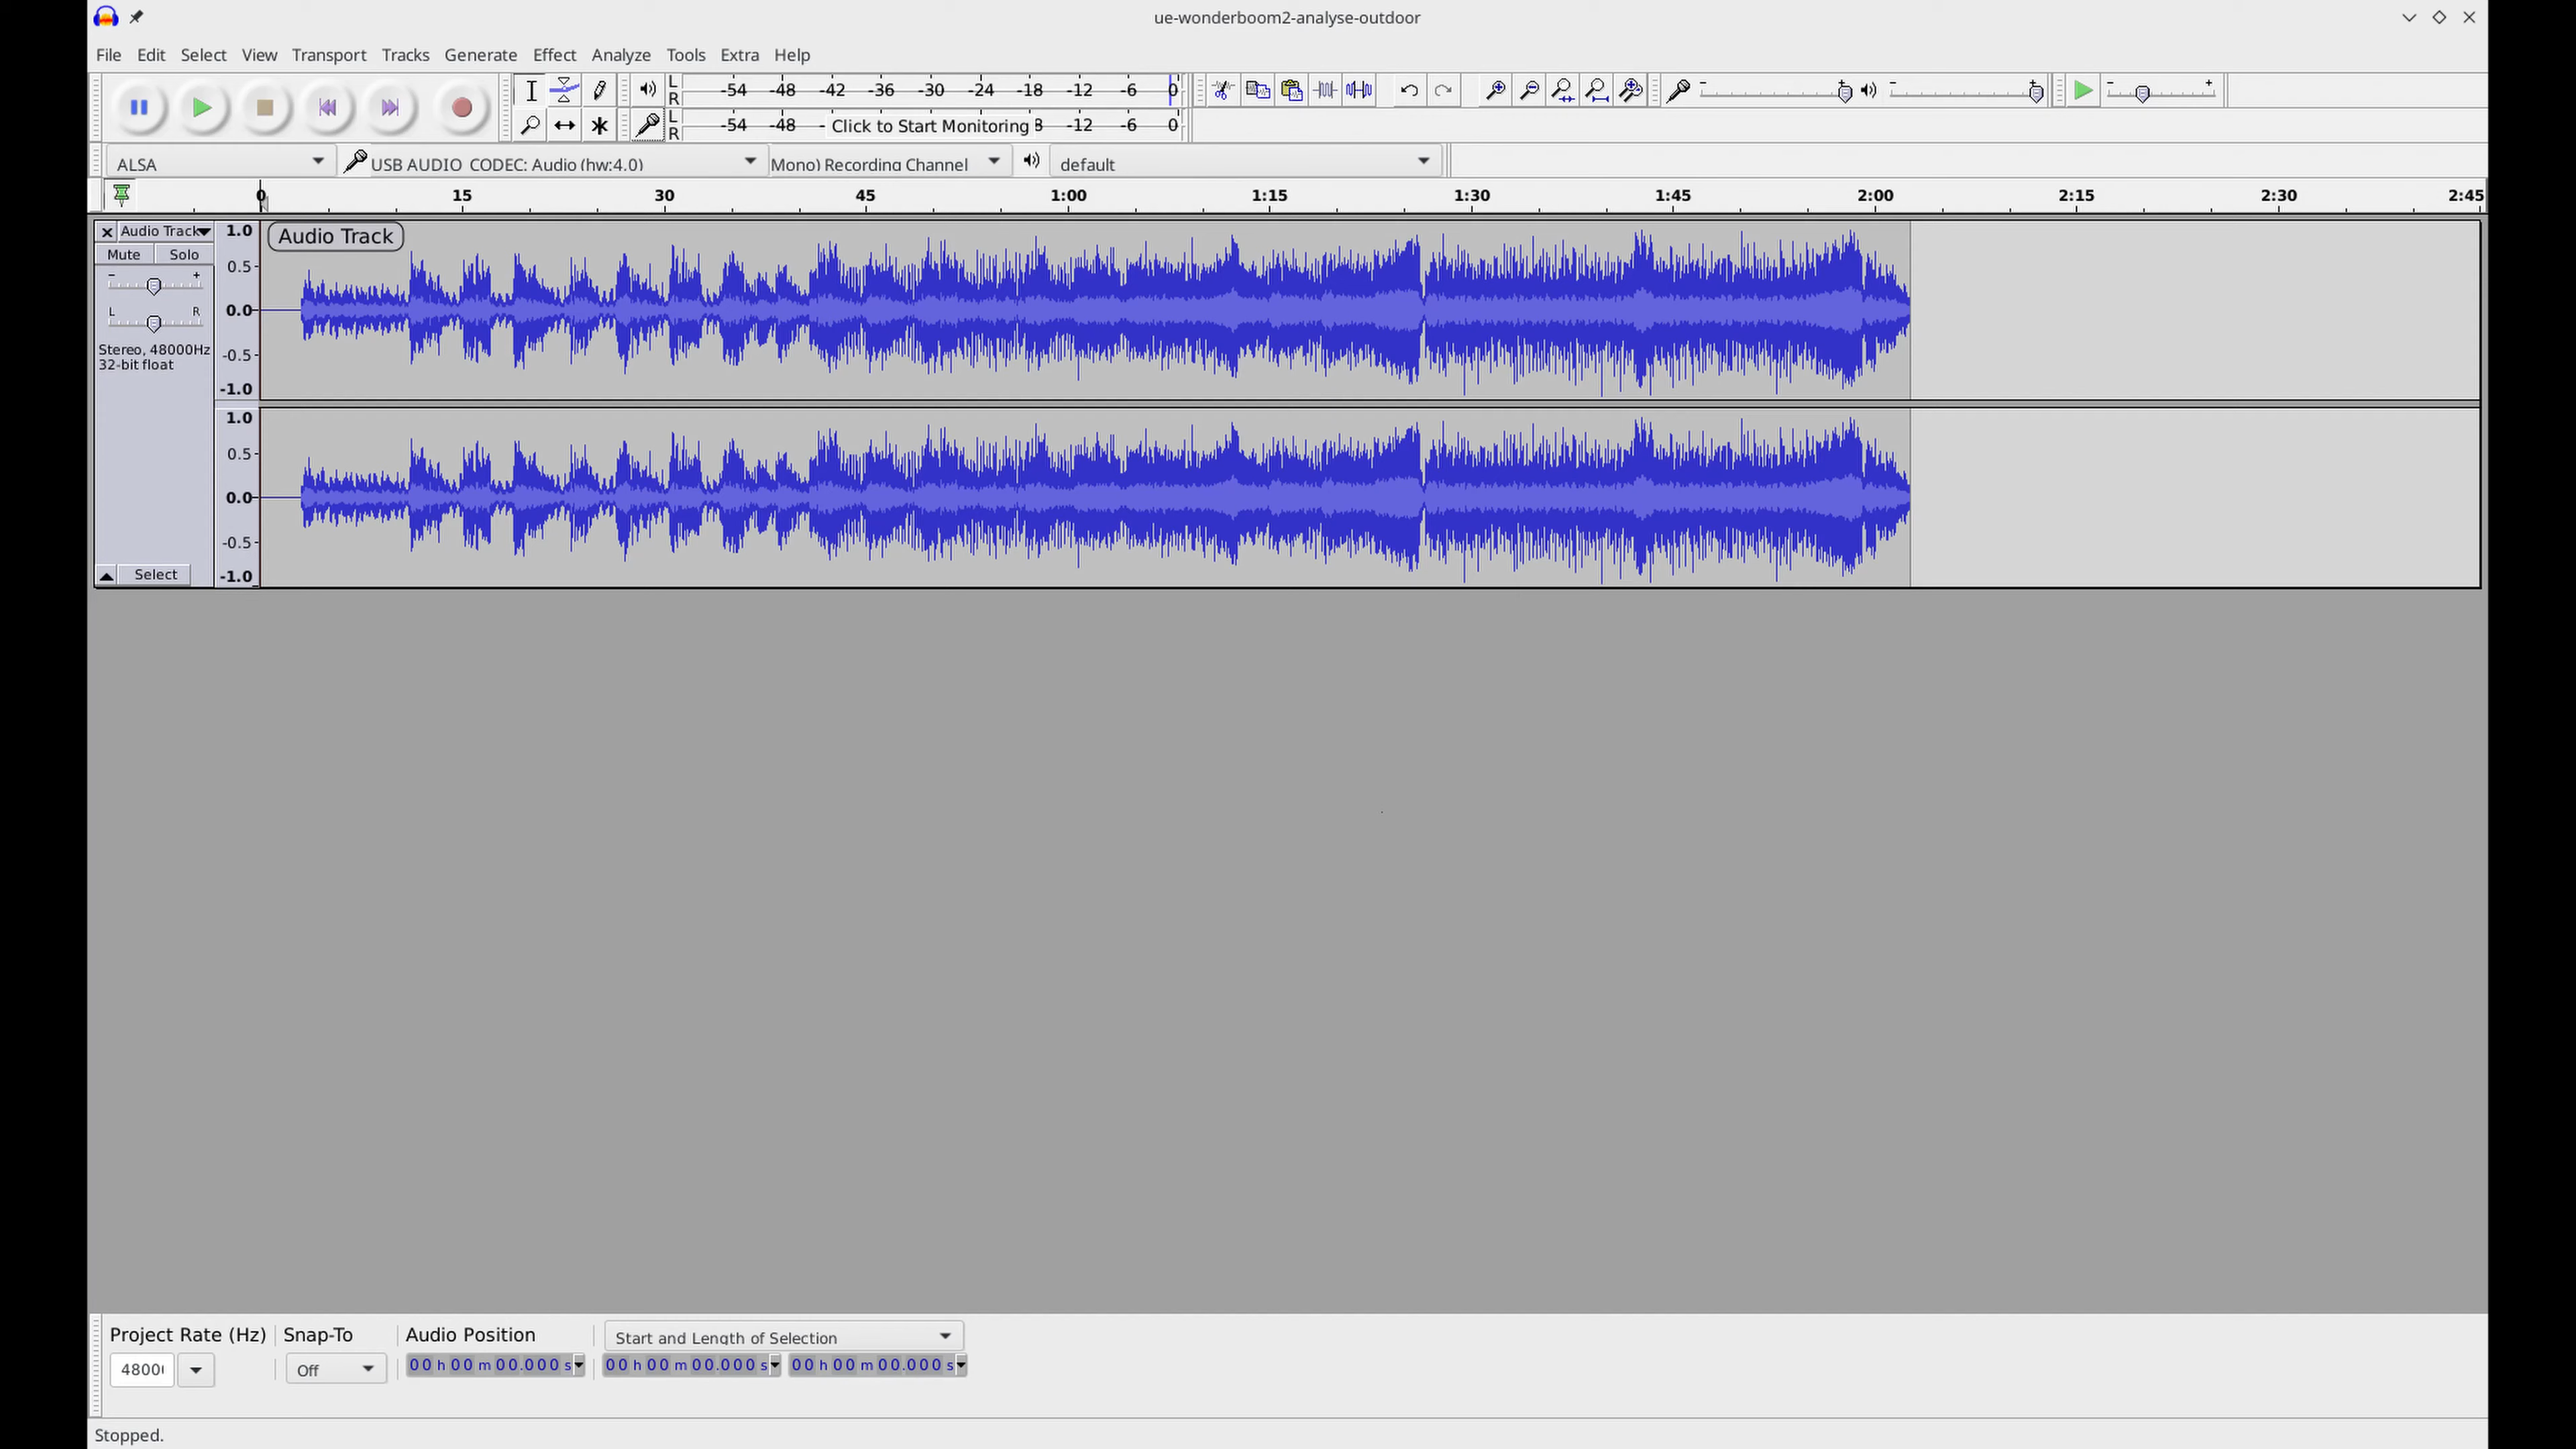 ue-wonderboom2-analyse-outdoor
File Edit Select View Transport Tracks Generate Effect Analyze Tools Extra Help
L R -54 -48 -42 -36 -30 -24 -18 -12 -6 0
L R -54 -48 - Click to Start Monitoring 8 -12 -6 0
ALSA USB AUDIO CODEC: Audio (hw:4.0) Mono) Recording Channel default
0 15 30 45 1:00 1:15 1:30 1:45 2:00 2:15 2:30 2:45
Audio Track
Mute Solo
- +
L R
Stereo, 48000Hz
32-bit float
Select
1.0
0.5
0.0
-0.5
-1.0
1.0
0.5
0.0
-0.5
-1.0
Audio Track
Project Rate (Hz) Snap-To Audio Position Start and Length of Selection
4800 Off 00 h 00 m 00.000 s 00 h 00 m 00.000 s 00 h 00 m 00.000 s
Stopped.